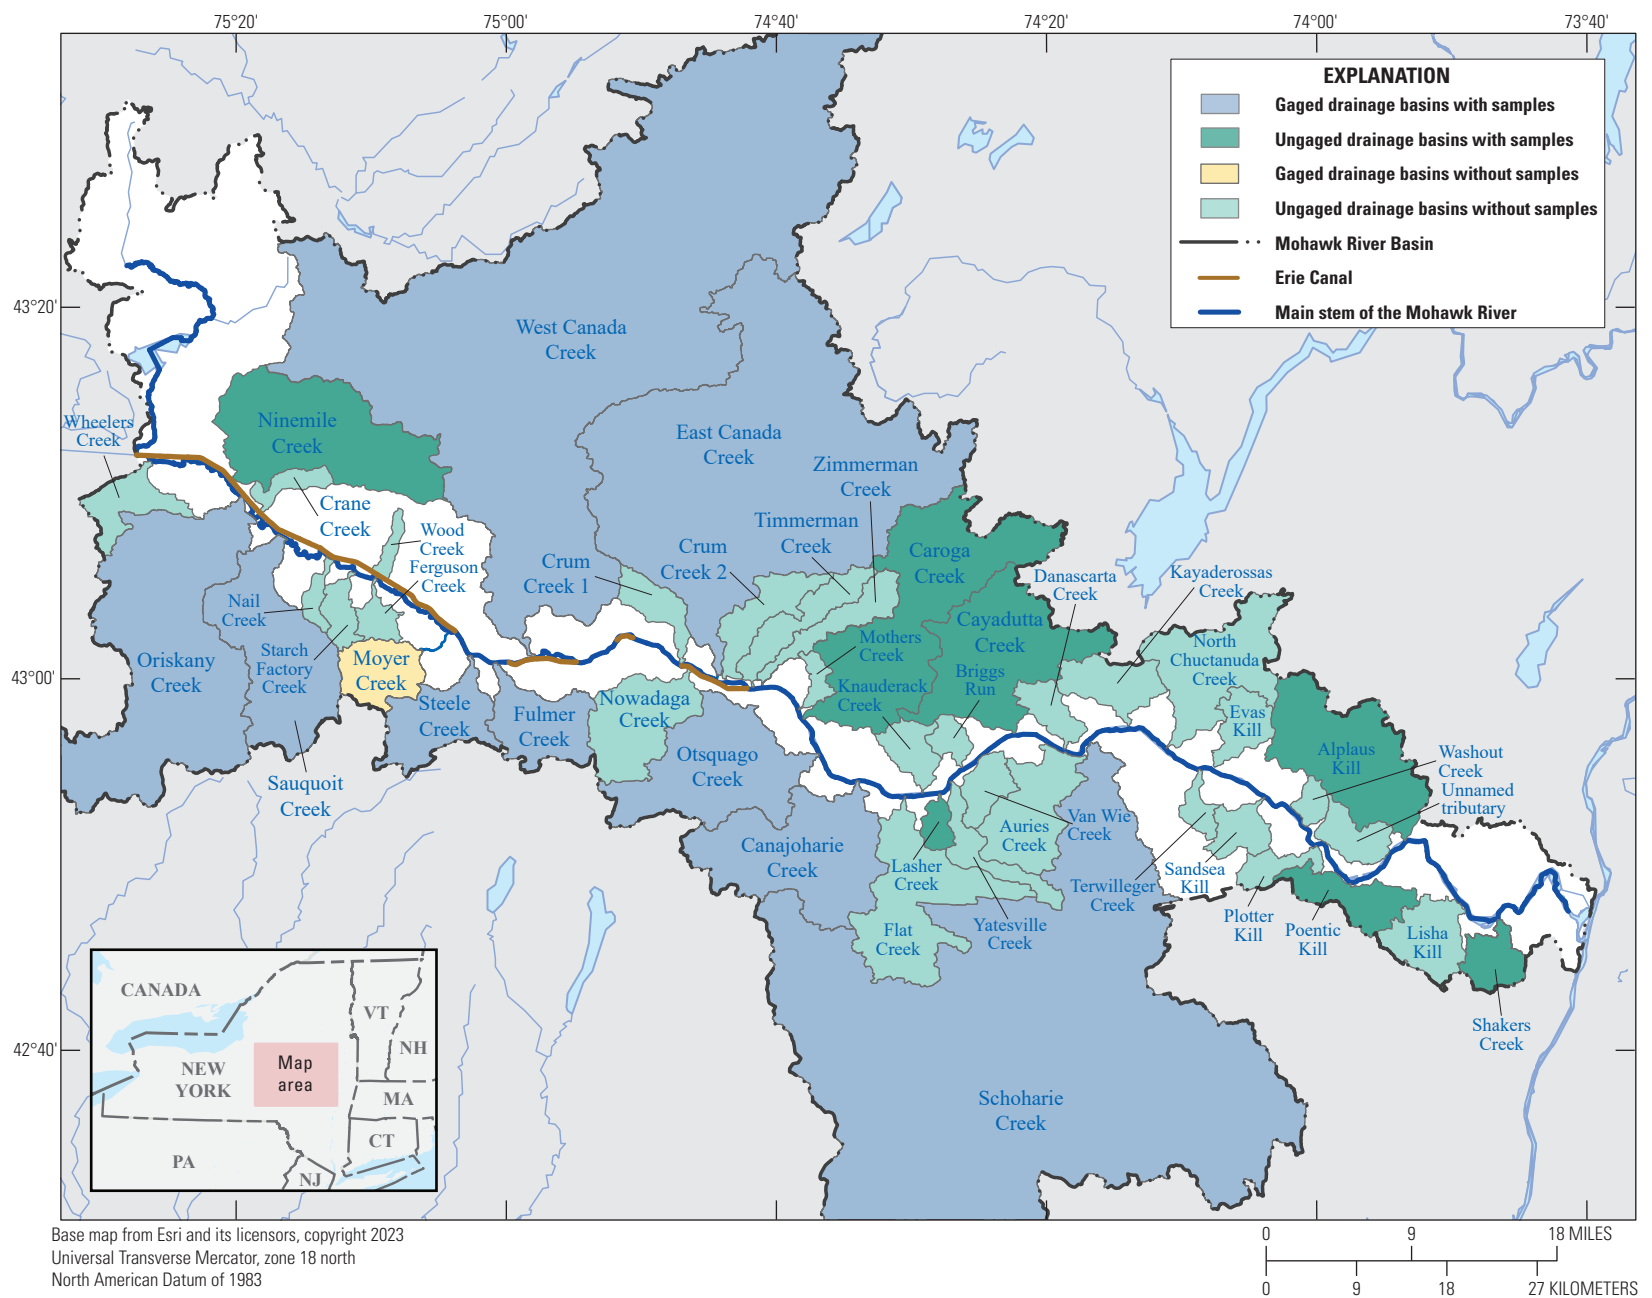 75°20'
75°00'
74°40'
74°20'
74°00'
73°40'
43°20'
43°00'
42°40'
EXPLANATION
Gaged drainage basins with samples
Ungaged drainage basins with samples
Gaged drainage basins without samples
Ungaged drainage basins without samples
Mohawk River Basin
Erie Canal
Main stem of the Mohawk River
West Canada
Creek
Wheelers
Creek
Ninemile
Creek
East Canada
Creek
Zimmerman
Creek
Crane
Creek
Wood
Creek
Ferguson
Creek
Timmerman
Creek
Crum
Creek 2
Crum
Creek 1
Caroga
Creek
Danascarta
Creek
Kayaderossas
Creek
Nail
Creek
Cayadutta
Creek
Mothers
Creek
North
Chuctanuda
Creek
Starch
Factory
Creek
Moyer
Creek
Oriskany
Creek
Briggs
Run
Knauderack
Creek
Nowadaga
Creek
Steele
Creek
Fulmer
Creek
Evas
Kill
Otsquago
Creek
Alplaus
Kill
Washout
Creek
Unnamed
tributary
Sauquoit
Creek
Van Wie
Creek
Auries
Creek
Canajoharie
Creek
Lasher
Creek
Terwilleger
Creek
Sandsea
Kill
Yatesville
Creek
Plotter
Kill
Poentic
Kill
Flat
Creek
Lisha
Kill
Shakers
Creek
Schoharie
Creek
CANADA
VT
NH
NEW
YORK
Map
area
MA
CT
PA
NJ
Base map from Esri and its licensors, copyright 2023
Universal Transverse Mercator, zone 18 north
North American Datum of 1983
0 9 18 MILES
0 9 18 27 KILOMETERS